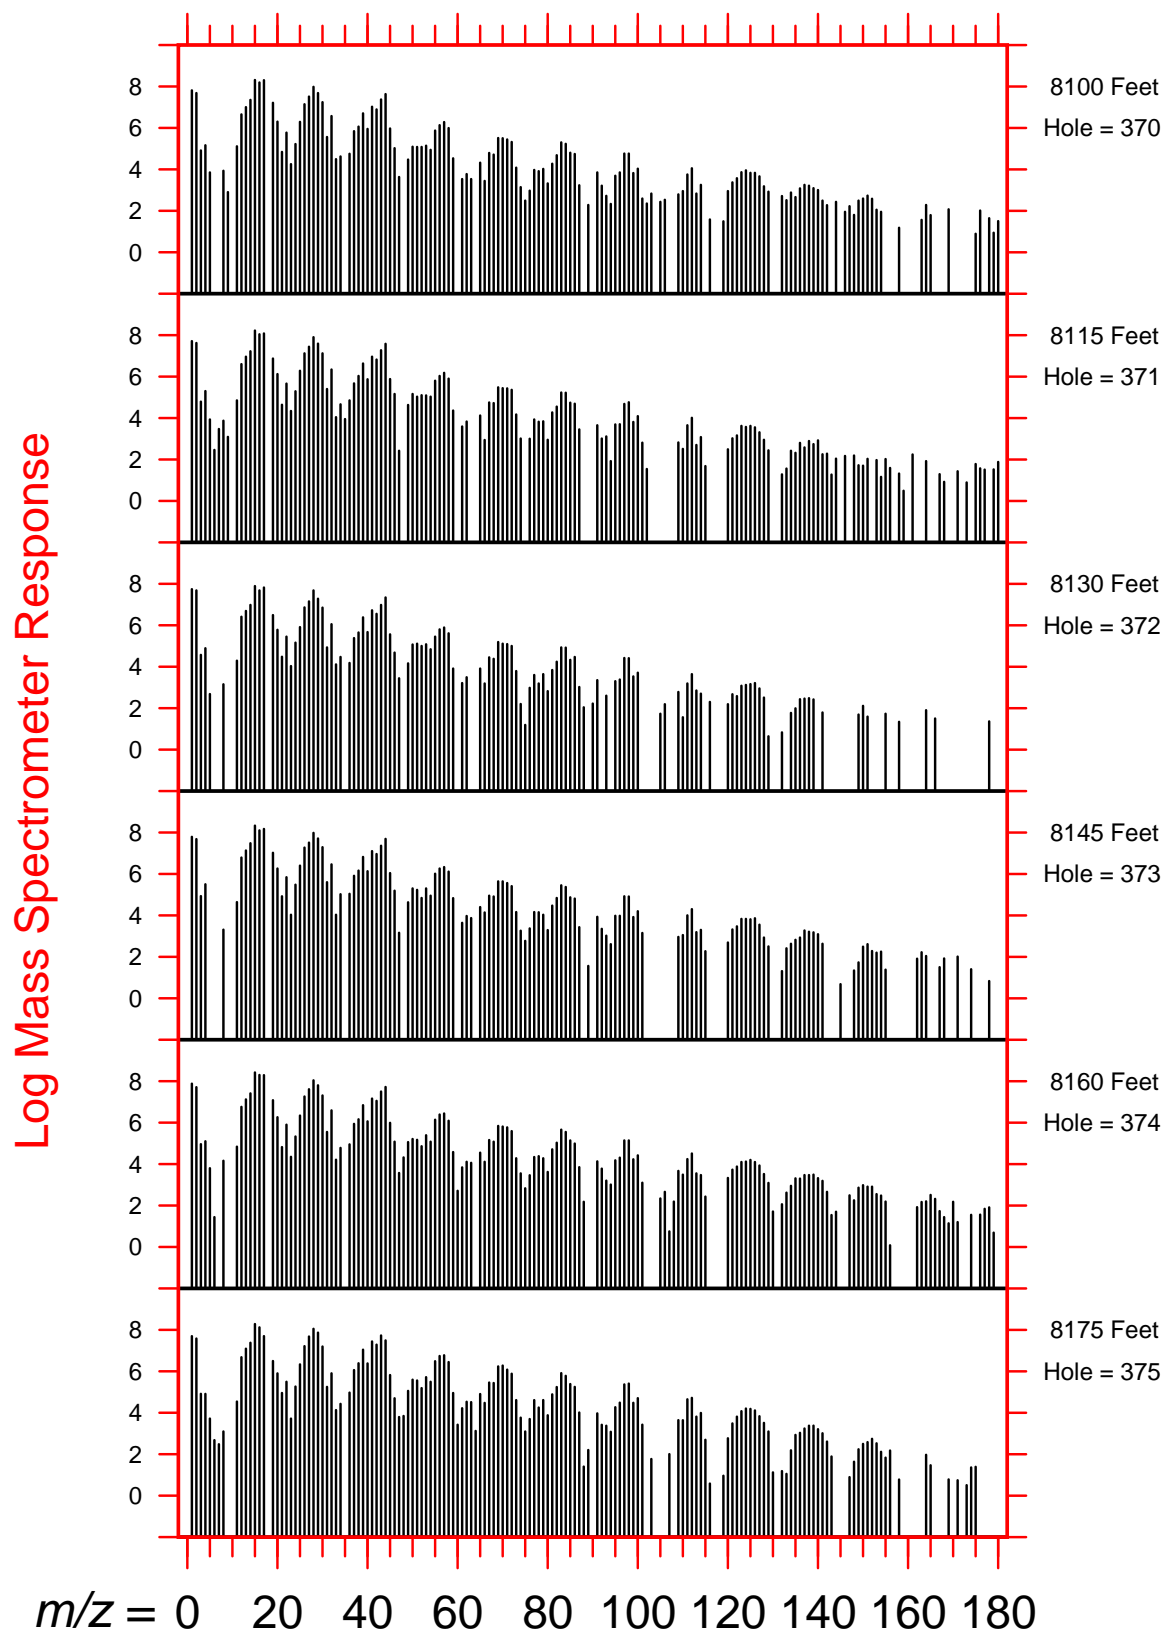 8 8100 Feet
6 Hole = 370
4
2
0
8 8115 Feet
6 Hole = 371
4
2
0
8 8130 Feet
6 Hole = 372
4
2
0
8 8145 Feet
6 Hole = 373
4
2
0
8 8160 Feet
6 Hole = 374
4
2
0
8 8175 Feet
6 Hole = 375
4
2
0
Log Mass Spectrometer Response
m/z = 0 20 40 60 80 100 120 140 160 180